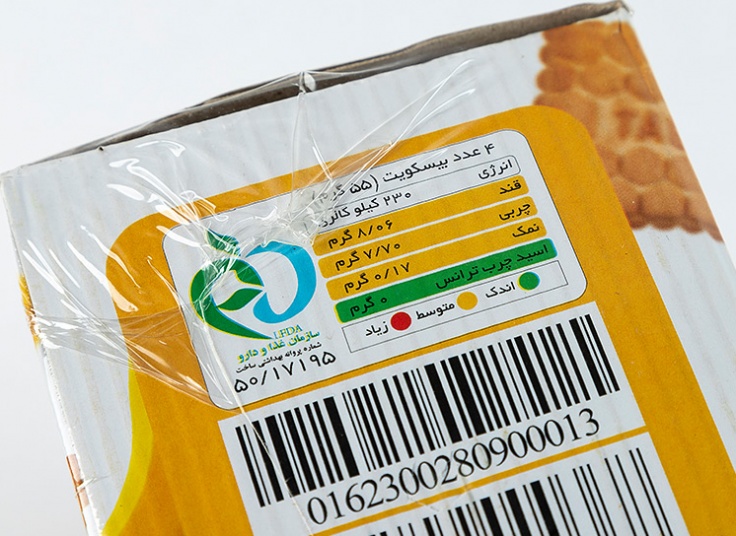 ۴ عدد بیسکویت (۵۵ گرم)
انرژی ۲۳۰ کیلو کالری
قند ۸/۰۶ گرم
چربی ۷/۷۰ گرم
نمک ۰/۱۷ گرم
اسید چرب ترانس ۰ گرم
اندک متوسط زیاد
I.FDA
سازمان غذا و دارو
شماره پروانه بهداشتی ساخت
۵۰/۱۷۱۹۵
0162300280900013
TA